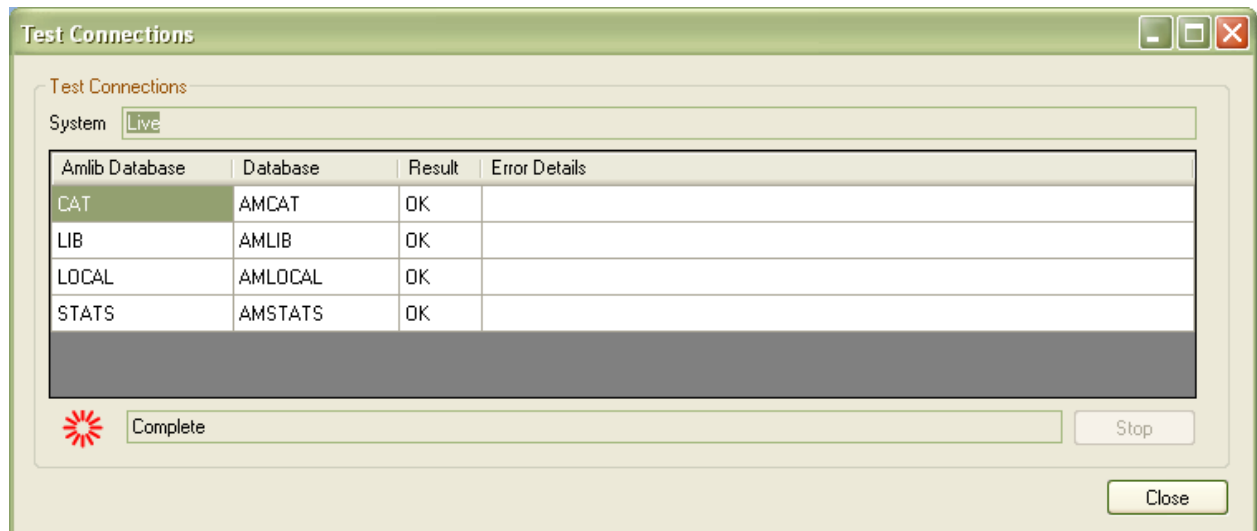 Test Connections
Test Connections
System Live
Amlib Database Database Result Error Details
CAT AMCAT OK
LIB AMLIB OK
LOCAL AMLOCAL OK
STATS AMSTATS OK
Complete Stop
Close